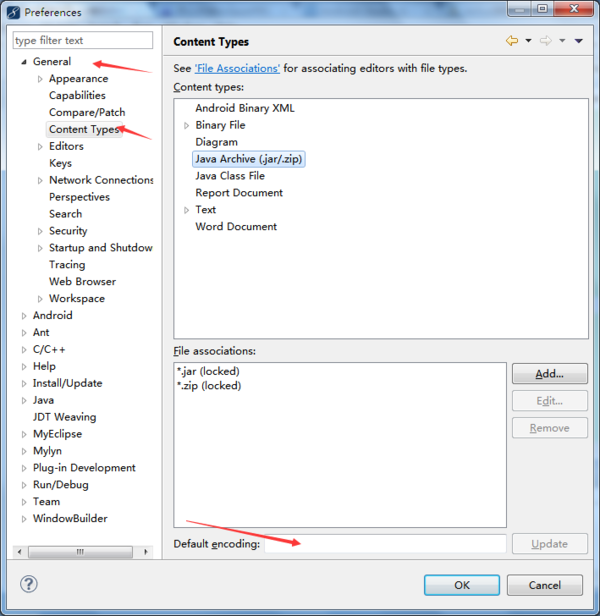 Preferences
type filter text
General
Appearance
Capabilities
Compare/Patch
Content Types
Editors
Keys
Network Connections
Perspectives
Search
Security
Startup and Shutdow
Tracing
Web Browser
Workspace
Android
Ant
C/C++
Help
Install/Update
Java
JDT Weaving
MyEclipse
Mylyn
Plug-in Development
Run/Debug
Team
WindowBuilder
Content Types
See 'File Associations' for associating editors with file types.
Content types:
Android Binary XML
Binary File
Diagram
Java Archive (.jar/.zip)
Java Class File
Report Document
Text
Word Document
File associations:
*.jar (locked)
*.zip (locked)
Add...
Edit...
Remove
Default encoding:
Update
?
OK
Cancel